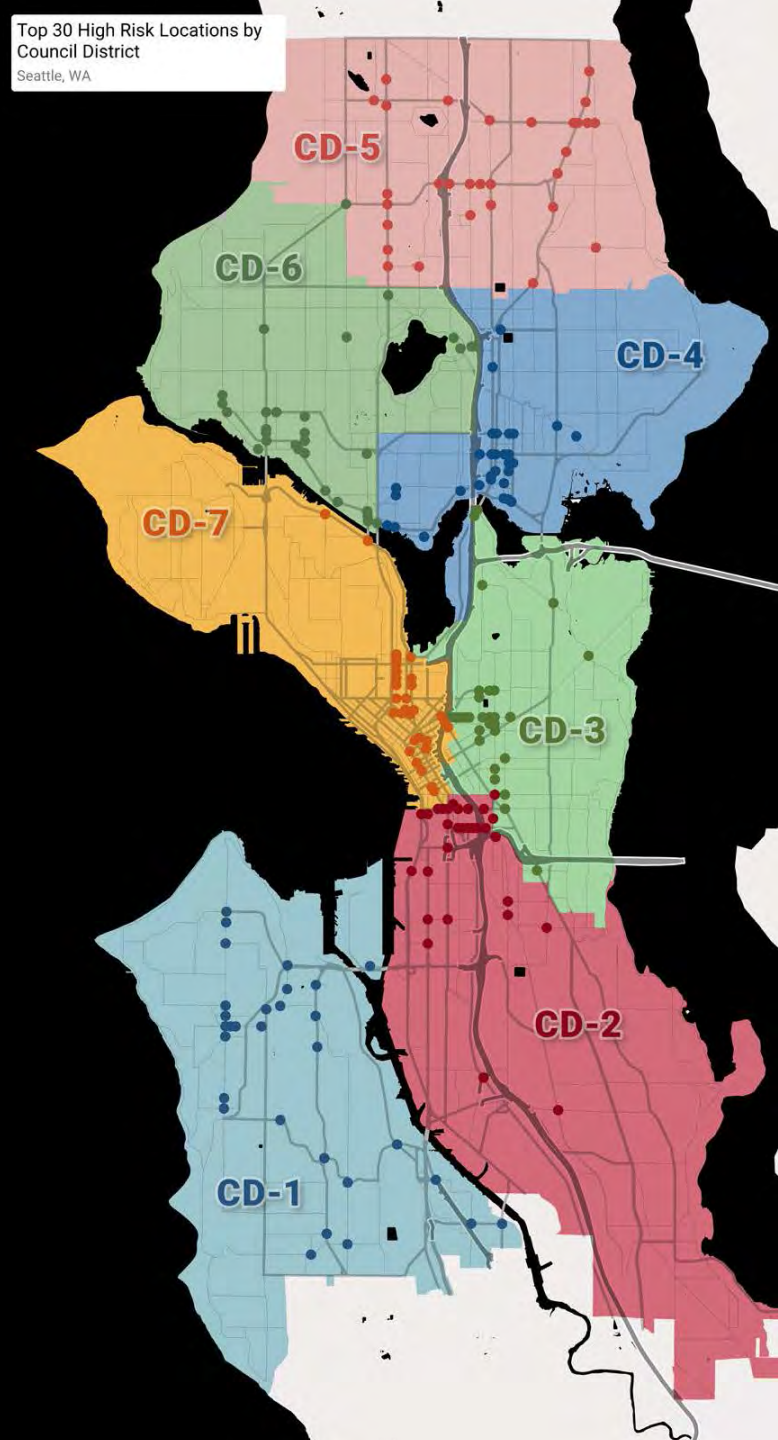 Top 30 High Risk Locations by
Council District
Seattle, WA
CD-5
CD-6
CD-4
CD-7
CD-3
CD-2
CD-1